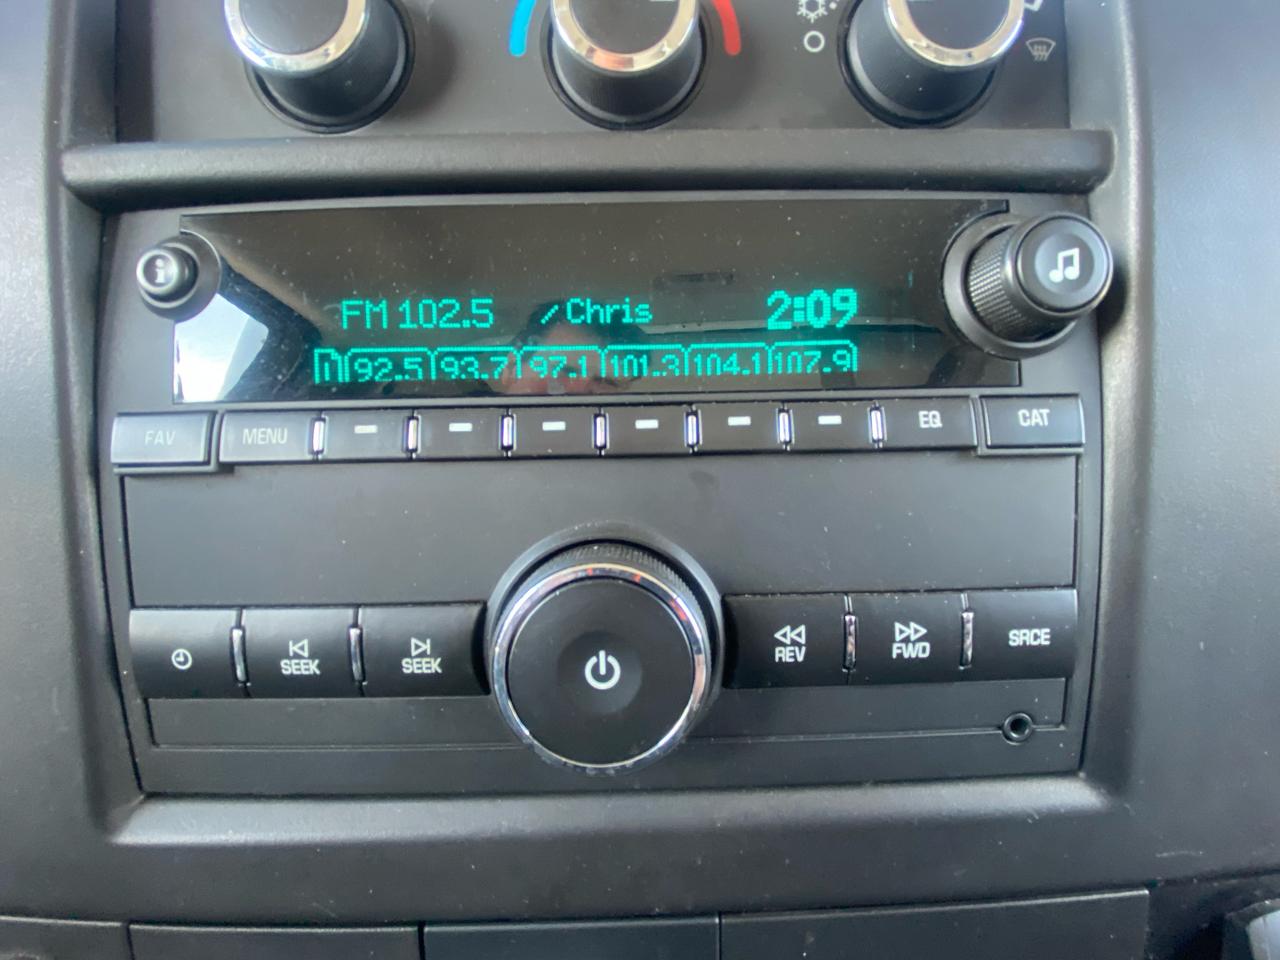 FM 102.5 /Chris 2:09
1 92.5 93.7 97.1 101.3 104.1 107.9
FAV MENU EQ CAT
SEEK SEEK REV FWD SRCE